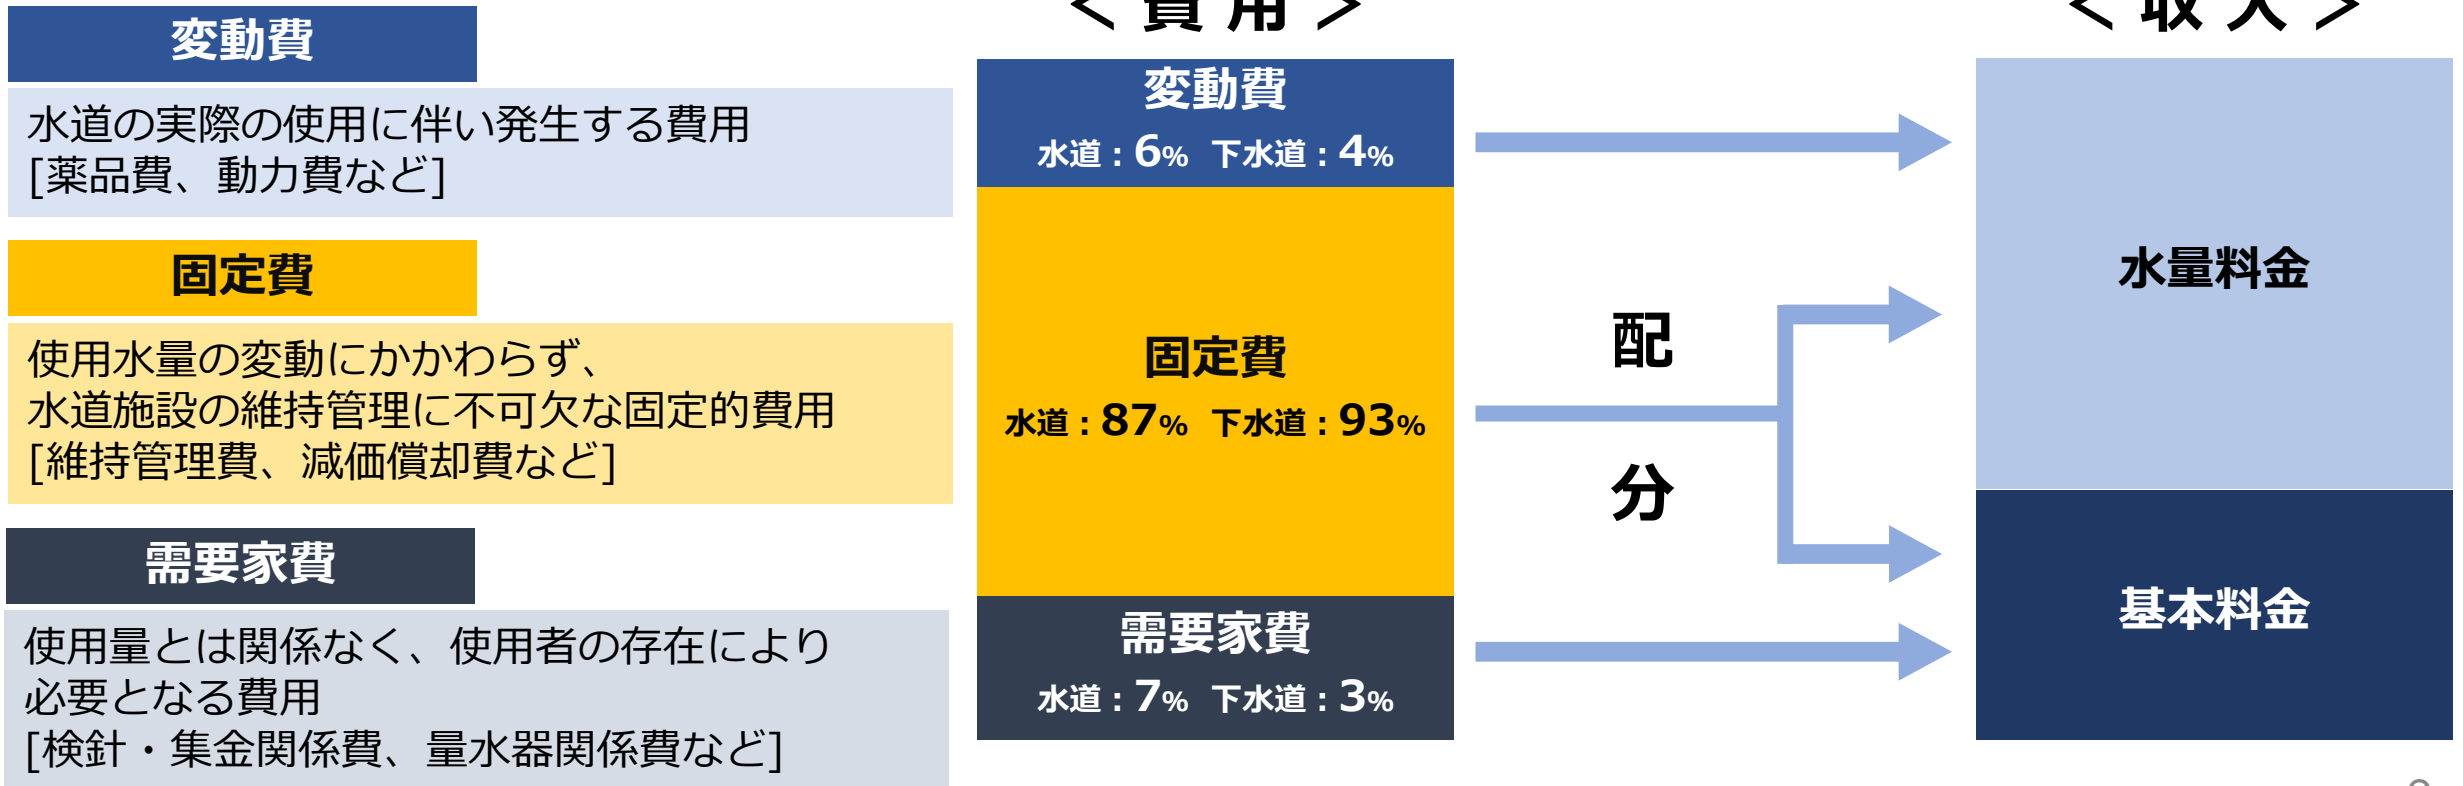 変動費
水道の実際の使用に伴い発生する費用
[薬品費、動力費など]
固定費
使用水量の変動にかかわらず、
水道施設の維持管理に不可欠な固定的費用
[維持管理費、減価償却費など]
需要家費
使用量とは関係なく、使用者の存在により
必要となる費用
[検針・集金関係費、量水器関係費など]
＜費用＞
変動費
水道：6% 下水道：4%
固定費
水道：87% 下水道：93%
需要家費
水道：7% 下水道：3%
配
分
＜収入＞
水量料金
基本料金